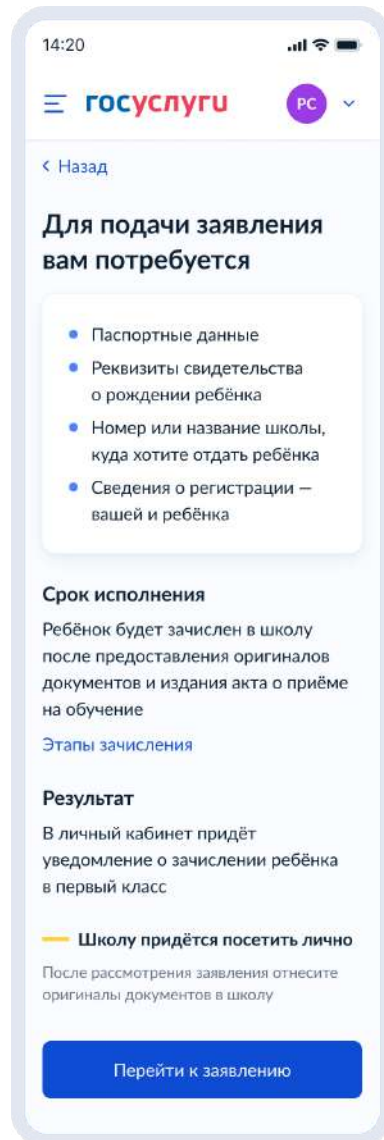 14:20
госуслуги
РС
Назад
Для подачи заявления
вам потребуется
Паспортные данные
Реквизиты свидетельства
о рождении ребёнка
Номер или название школы,
куда хотите отдать ребёнка
Сведения о регистрации —
вашей и ребёнка
Срок исполнения
Ребёнок будет зачислен в школу
после предоставления оригиналов
документов и издания акта о приёме
на обучение
Этапы зачисления
Результат
В личный кабинет придёт
уведомление о зачислении ребёнка
в первый класс
Школу придётся посетить лично
После рассмотрения заявления отнесите
оригиналы документов в школу
Перейти к заявлению